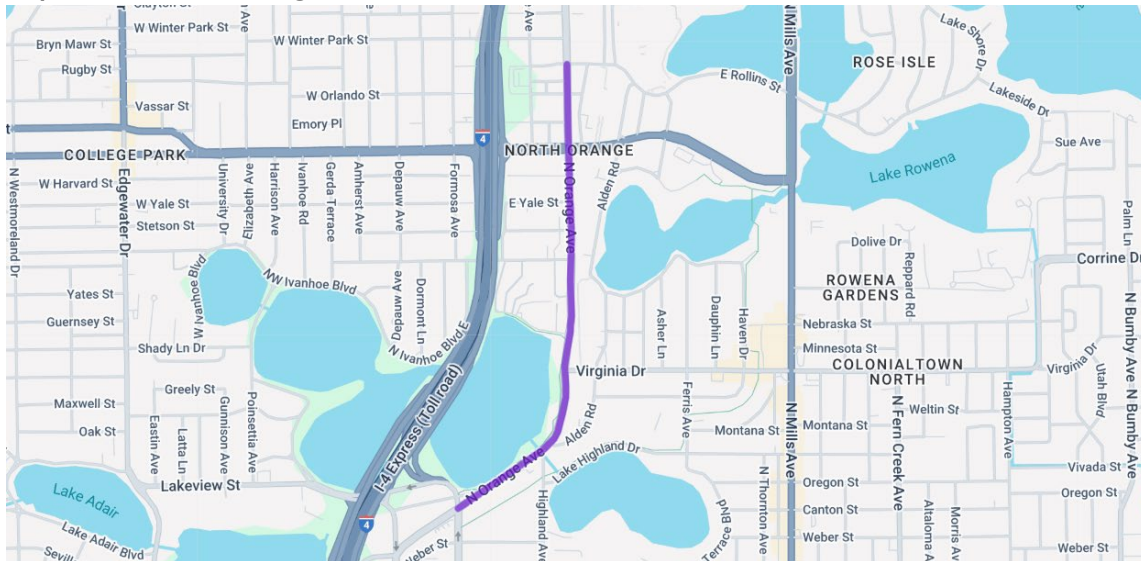 W Winter Park St
W Winter Park St
Bryn Mawr St
Rugby St
Vassar St
W Orlando St
Emory Pl
COLLEGE PARK
NORTH ORANGE
4
N Mills Ave
ROSE ISLE
E Rollins St
Lake Shore Dr
Lakeside Dr
Sue Ave
Lake Rowena
W Harvard St
W Yale St
Stetson St
N Westmoreland Dr
Edgewater Dr
University Dr
Elizabeth Ave
Harrison Ave
Ivanhoe Rd
Gerda Terrace
Amherst Ave
Depauw Ave
Formosa Ave
E Yale St
N Orange Ave
Alden Rd
Palm Ln
Dolive Dr
Reppard Rd
ROWENA
GARDENS
Corrine Dr
N Bumby Ave
W Ivanhoe Blvd
NW Ivanhoe Blvd
Depauw Ave
Dormont Ln
N Ivanhoe Blvd E
Yates St
Guernsey St
Shady Ln Dr
Asher Ln
Dauphin Ln
Haven Dr
Nebraska St
Minnesota St
Virginia Dr
COLONIALTOWN
NORTH
Virginia Dr
Utah Blvd
Greely St
Maxwell St
Oak St
Eastin Ave
Latta Ln
Gunnison Ave
Poinsettia Ave
I-4 Express (Toll road)
Alden Rd
Ferris Ave
Montana St
Montana St
N Mills Ave
N Fern Creek Ave
Weltin St
Hampton Ave
N Bumby Ave
Lakeview St
N Orange Ave
Lake Highland Dr
Highland Ave
N Thornton Ave
Oregon St
Vivada St
Oregon St
Canton St
Altaloma
Morris
Lake Adair
Lake Adair Blvd
4
Weber St
Terrace Blvd
Weber St
Weber St